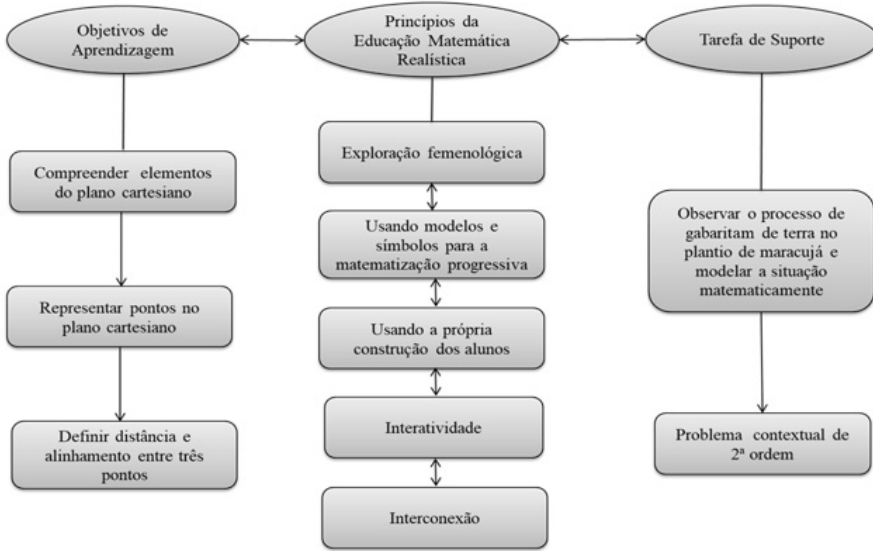 Objetivos de
Aprendizagem
Princípios da
Educação Matemática
Realística
Tarefa de Suporte
Compreender elementos
do plano cartesiano
Representar pontos no
plano cartesiano
Definir distância e
alinhamento entre três
pontos
Exploração femenológica
Usando modelos e
símbolos para a
matematização progressiva
Usando a própria
construção dos alunos
Interatividade
Interconexão
Observar o processo de
gabaritam de terra no
plantio de maracujá e
modelar a situação
matematicamente
Problema contextual de
2ª ordem